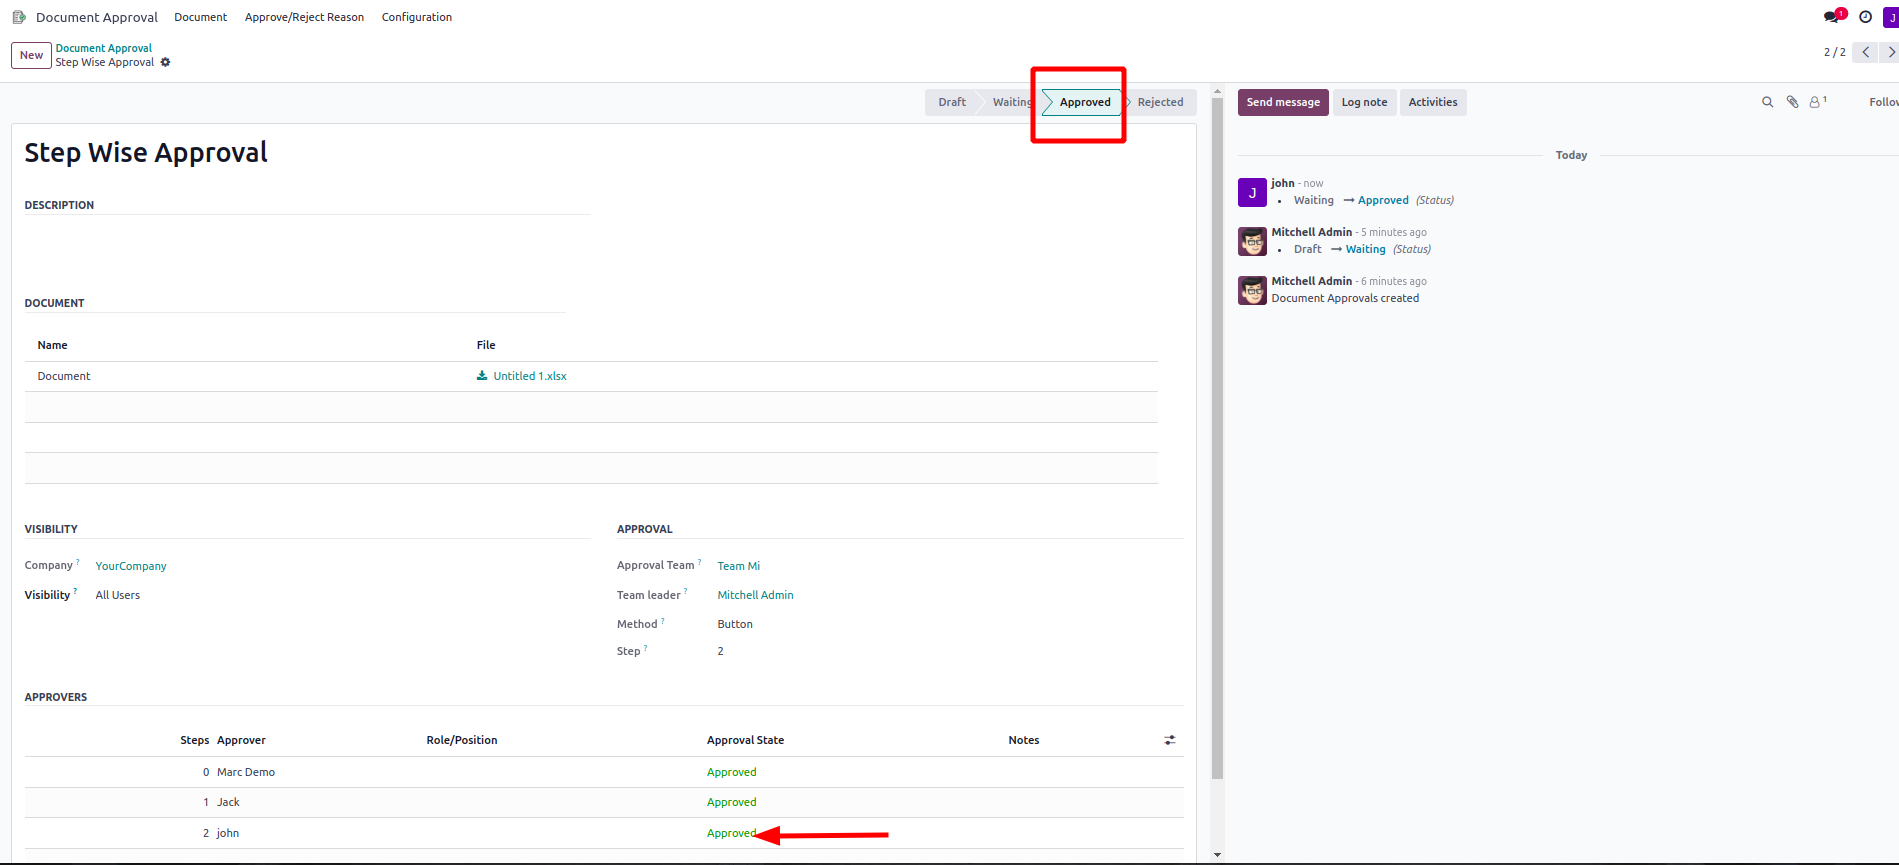 Document Approval Document Approve/Reject Reason Configuration 1 J
New Document Approval 2 / 2
Step Wise Approval
Draft Waiting Approved Rejected Send message Log note Activities 1 Follow
Step Wise Approval
Today
DESCRIPTION
john - now
• Waiting → Approved (Status)
J
Mitchell Admin - 5 minutes ago
• Draft → Waiting (Status)
Mitchell Admin - 6 minutes ago
Document Approvals created
DOCUMENT
Name File
Document Untitled 1.xlsx
VISIBILITY APPROVAL
Company ? YourCompany Approval Team ? Team Mi
Visibility ? All Users Team leader ? Mitchell Admin
Method ? Button
Step ? 2
APPROVERS
Steps Approver Role/Position Approval State Notes
0 Marc Demo Approved
1 Jack Approved
2 john Approved